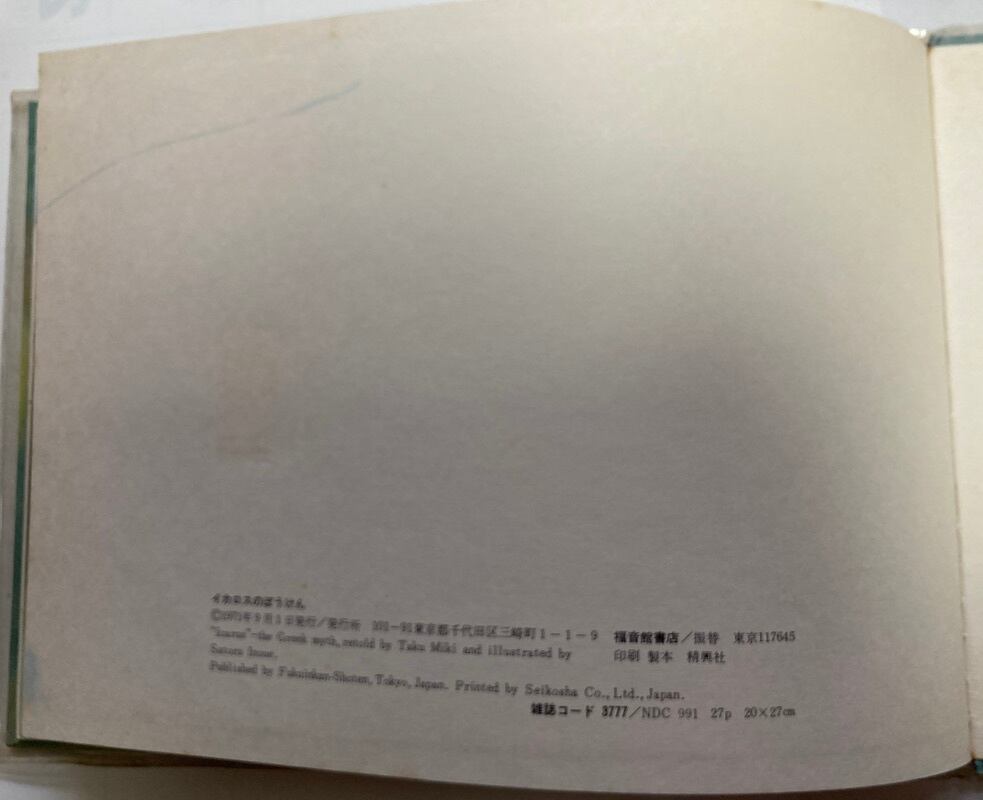 イカロスのぼうけん
©1971年9月1日発行／発行所 101-91東京都千代田区三崎町1-1-9 福音館書店／振替 東京117645
"Icarus"-the Greek myth, retold by Taku Miki and illustrated by 印刷 製本 精興社
Satoru Inoue.
Published by Fukuinkan-Shoten, Tokyo, Japan. Printed by Seikosha Co., Ltd., Japan.
雑誌コード 3777／NDC 991 27p 20×27cm